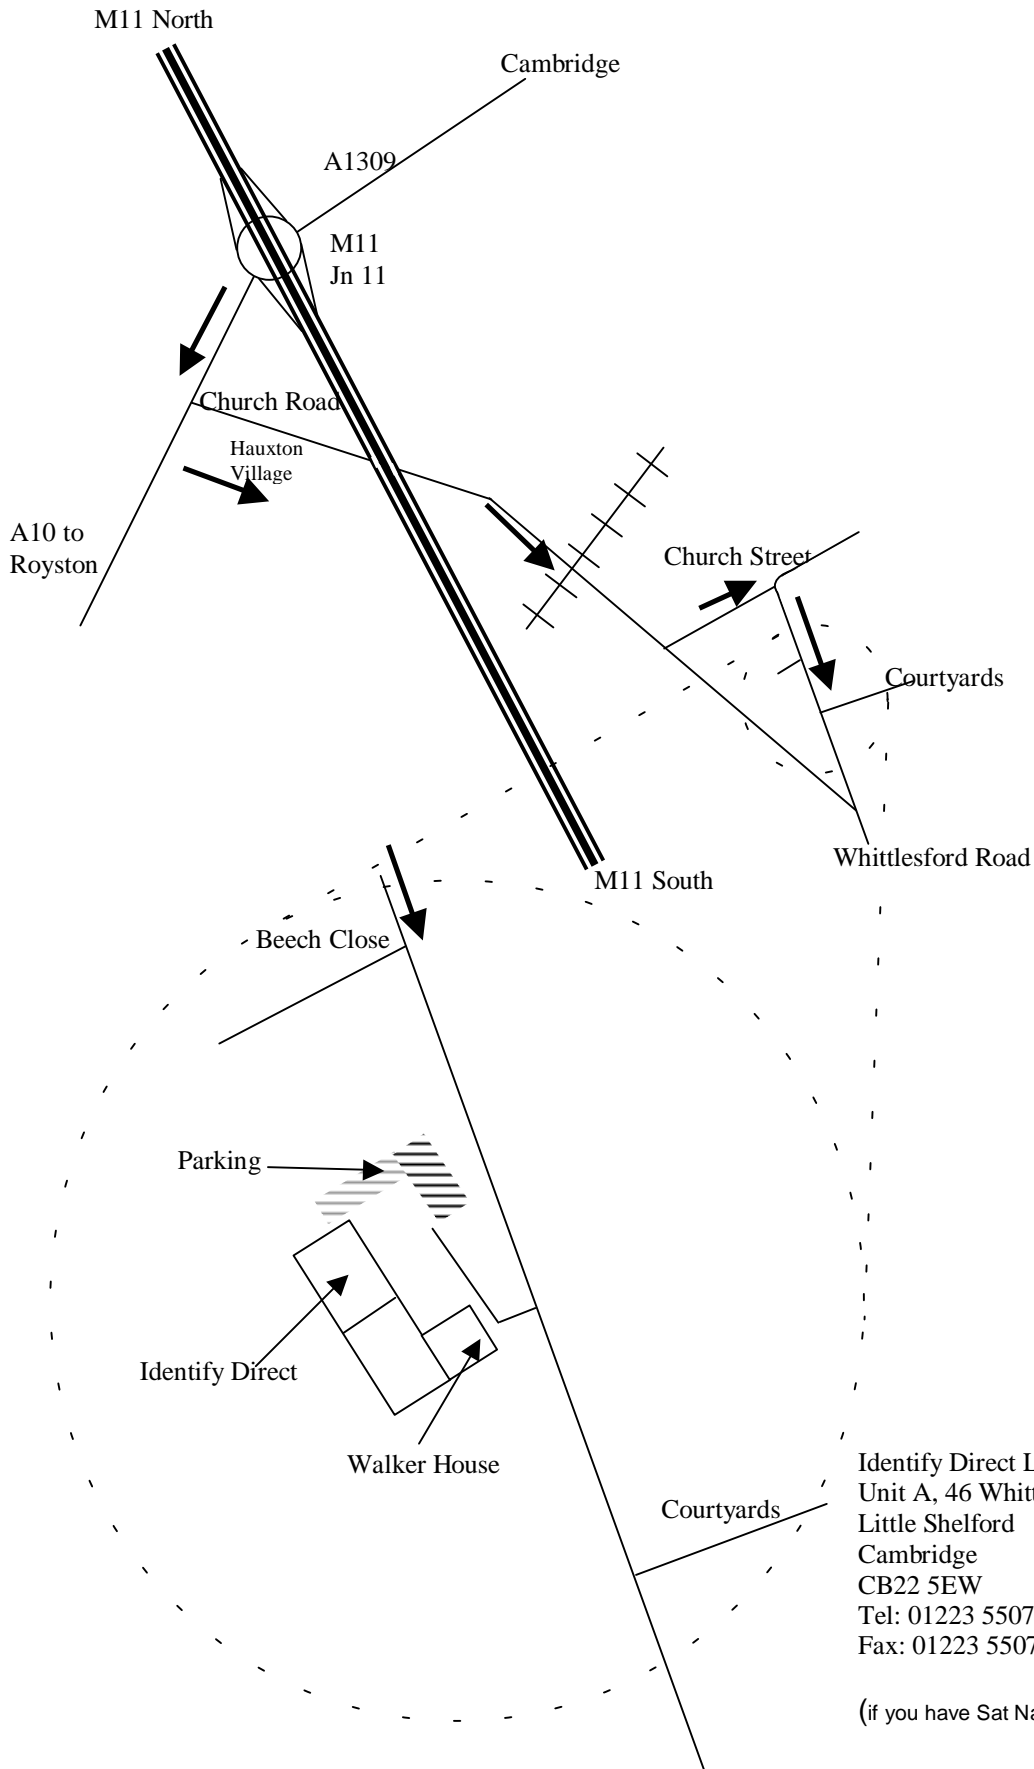 M11 North
Cambridge
A1309
M11
Jn 11
Church Road
Hauxton
Village
A10 to
Royston
Church Street
Courtyards
Whittlesford Road
M11 South
Beech Close
Parking
Identify Direct
Walker House
Courtyards
Identify Direct L
Unit A, 46 Whit
Little Shelford
Cambridge
CB22 5EW
Tel: 01223 5507
Fax: 01223 5507
(if you have Sat Na